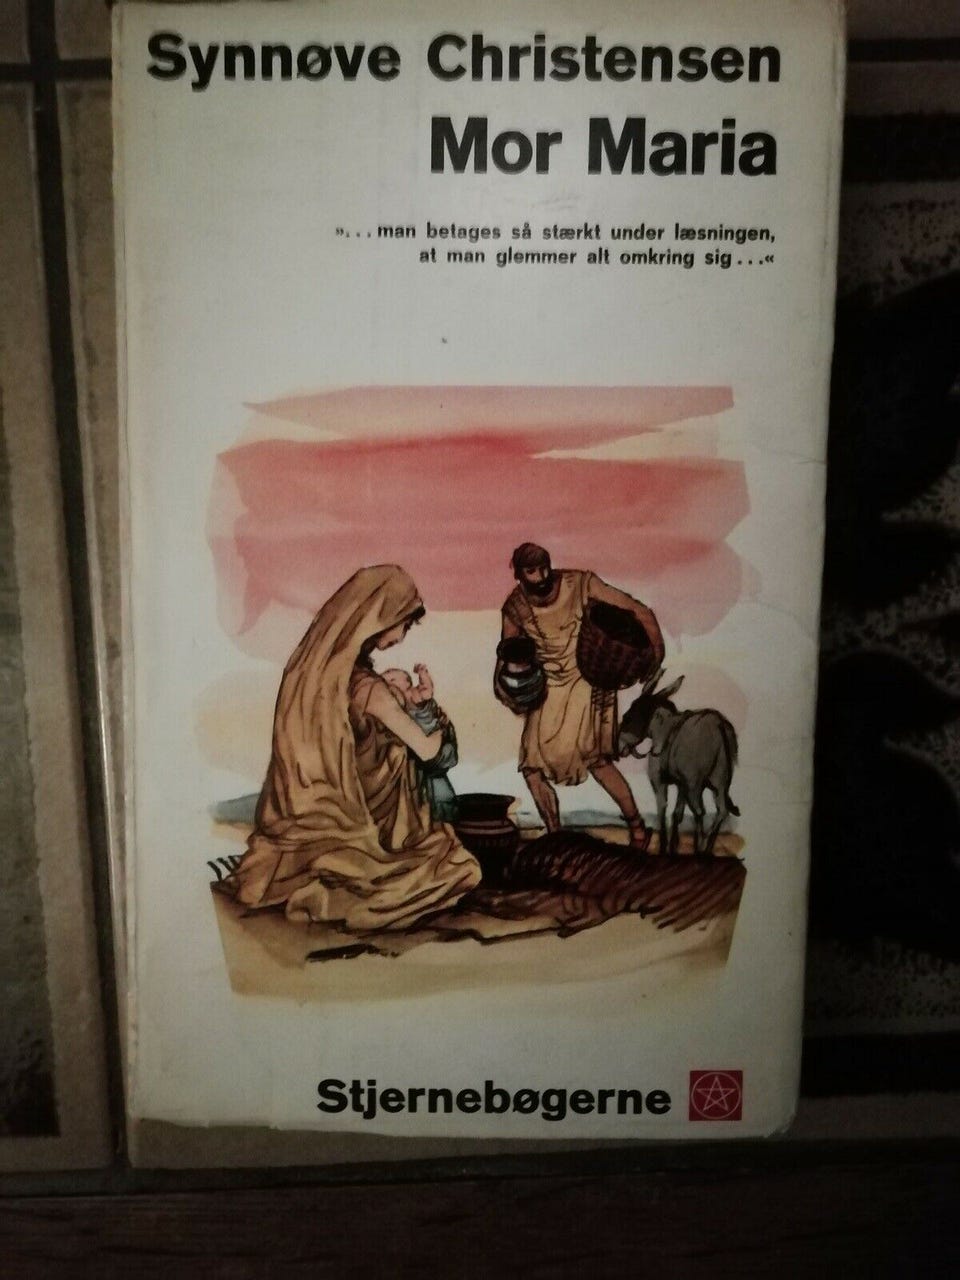 Synnøve Christensen
Mor Maria
»...man betages så stærkt under læsningen,
at man glemmer alt omkring sig...«
Stjernebøgerne